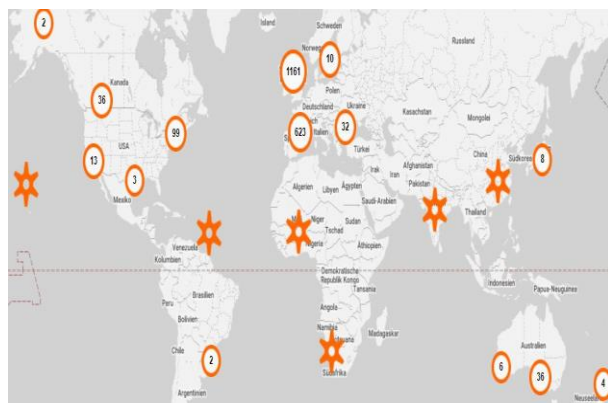 2
Island
Schweden
Norwegen
Russland
1161
10
Kanada
36
Polen
Deutschland
Ukraine
Kasachstan
Mongolei
99
623
32
Italien
USA
Türkei
13
China
Südkorea
8
3
Afghanistan
Irak
Iran
Pakistan
Mexiko
Algerien
Libyen
Ägypten
Saudi-Arabien
Niger
Sudan
Tschad
Thailand
Venezuela
Nigeria
Äthiopien
Kolumbien
Demokratische
Republik Kongo
Tansania
Indonesien
Papua-Neuguinea
Peru
Brasilien
Angola
Bolivien
Namibia
Madagaskar
Australien
Chile
2
Südafrika
6
36
4
Argentinien